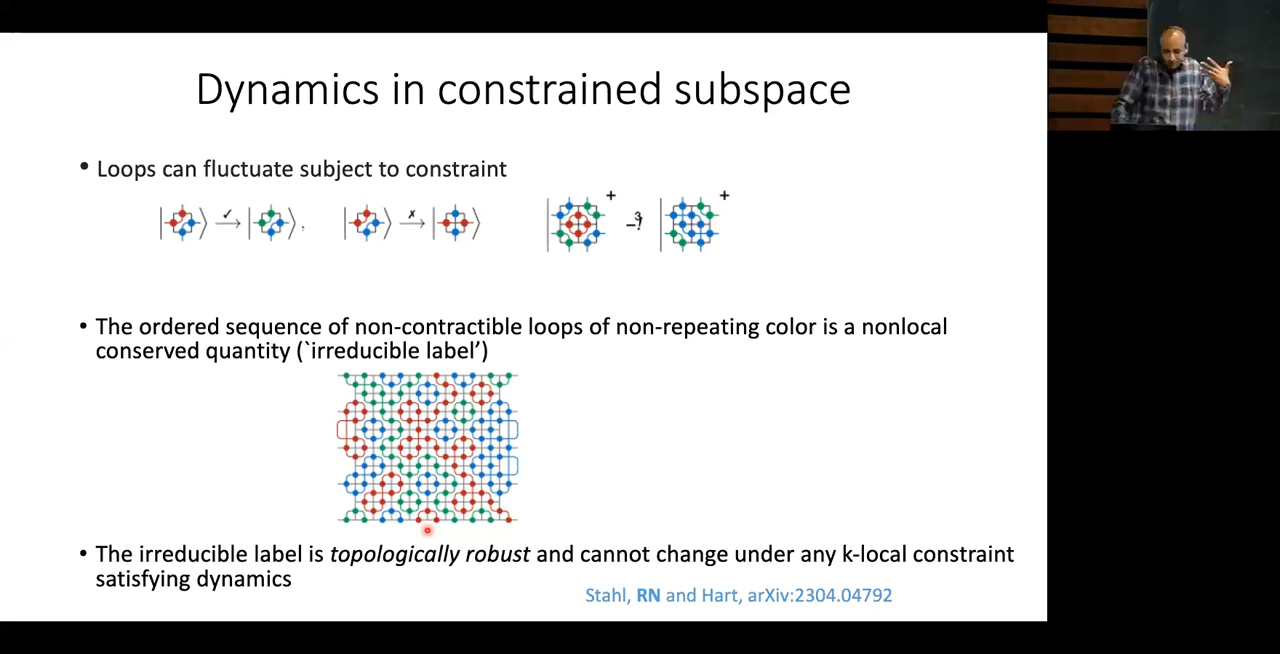 Dynamics in constrained subspace
• Loops can fluctuate subject to constraint
• The ordered sequence of non-contractible loops of non-repeating color is a nonlocal
conserved quantity (`irreducible label')
• The irreducible label is topologically robust and cannot change under any k-local constraint
satisfying dynamics
Stahl, RN and Hart, arXiv:2304.04792